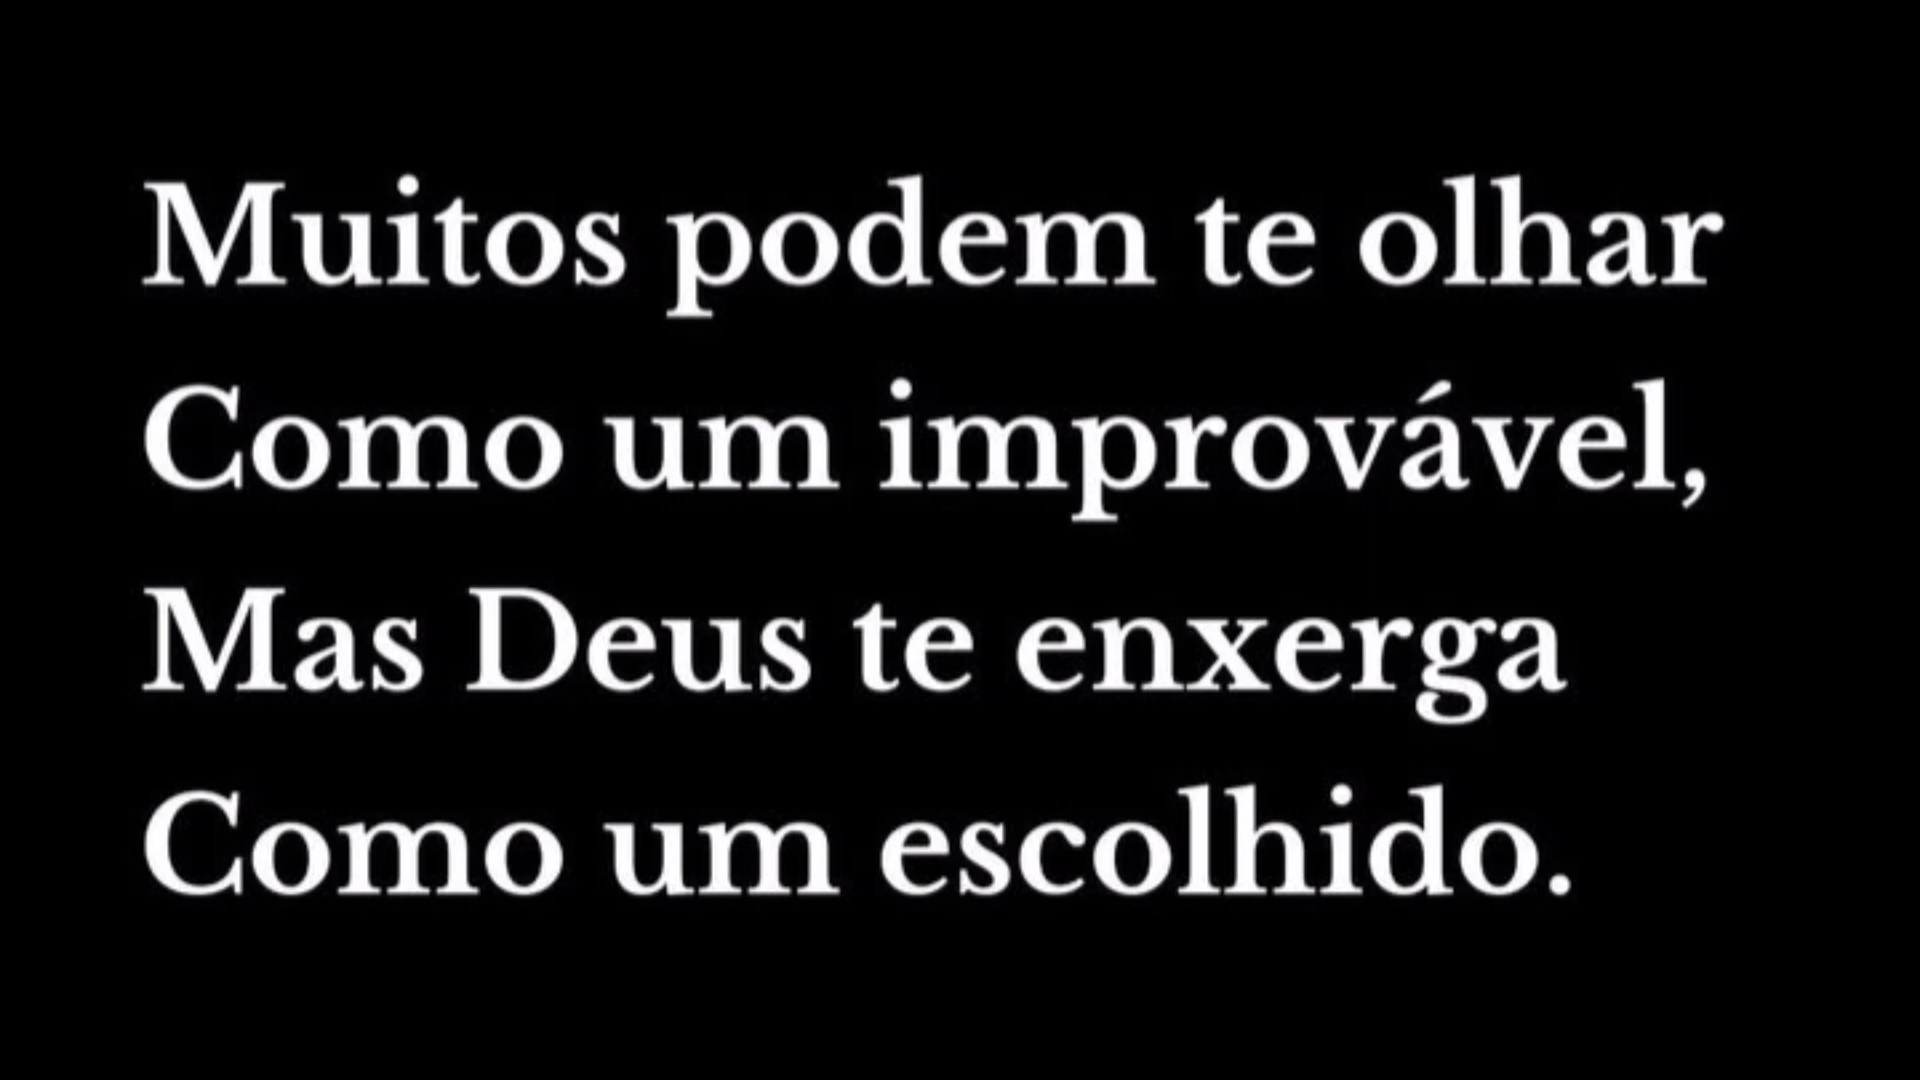 Muitos podem te olhar
Como um improvável,
Mas Deus te enxerga
Como um escolhido.